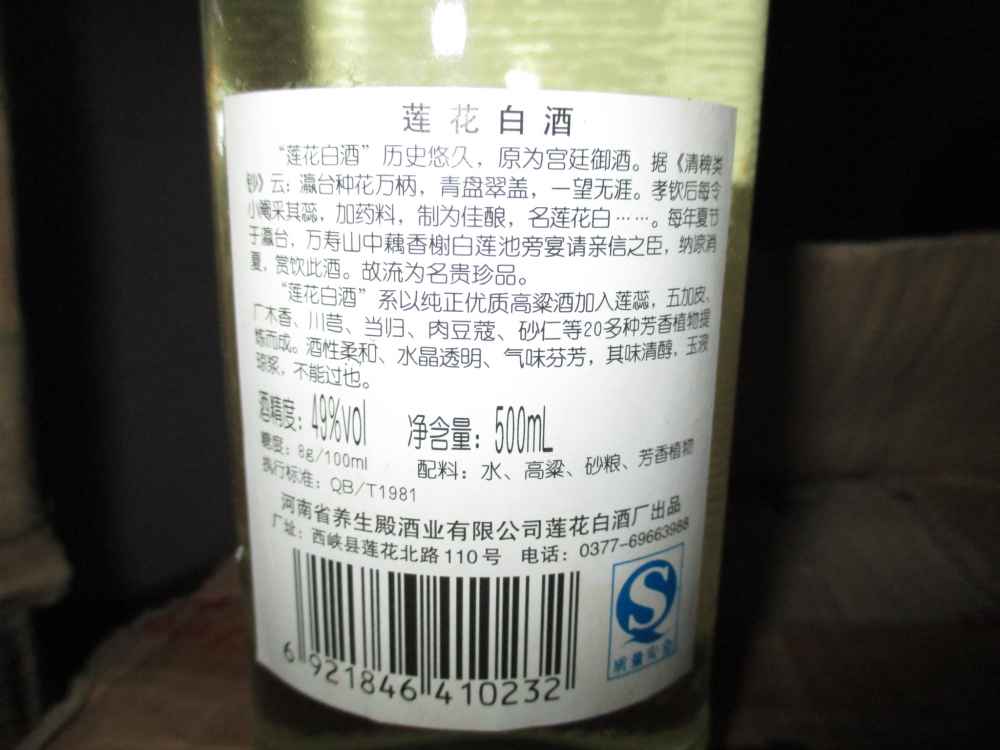 莲花白酒
“莲花白酒”历史悠久，原为宫廷御酒。据《清稗类
钞》云：瀛台种花万柄，青盘翠盖，一望无涯。孝钦后每令
小阉采其蕊，加药料，制为佳酿，名莲花白……。每年夏节
于瀛台，万寿山中藕香榭白莲池旁宴请亲信之臣，纳凉消
夏，赏饮此酒。故流为名贵珍品。
“莲花白酒”系以纯正优质高粱酒加入莲蕊，五加皮、
广木香、川芎、当归、肉豆蔻、砂仁等20多种芳香植物提
炼而成。酒性柔和、水晶透明、气味芬芳，其味清醇，玉液
琼浆，不能过也。
酒精度：49%vol 净含量：500mL
糖度：8g/100ml 配料：水、高粱、砂粮、芳香植物
执行标准：QB/T1981
河南省养生殿酒业有限公司莲花白酒厂出品
厂址：西峡县莲花北路110号 电话：0377-69663988
6 921846 410232
质量安全